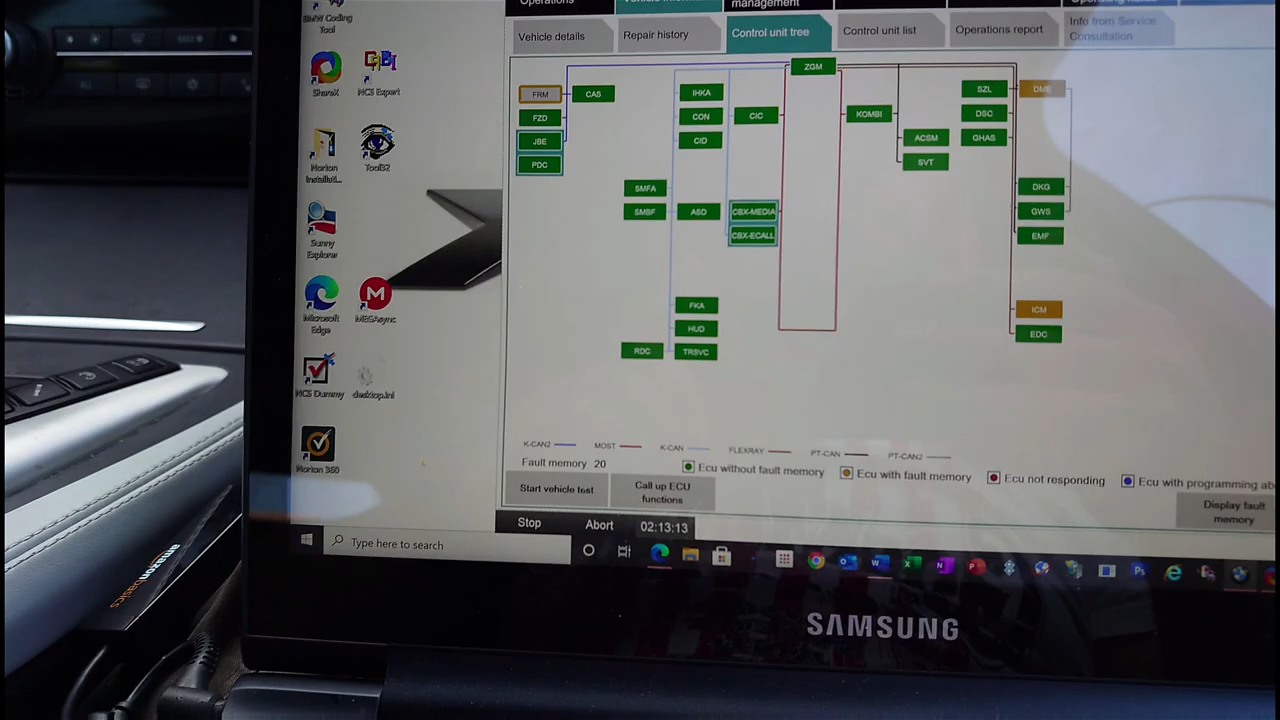 Operations
management
BMW Coding
Tool
Vehicle details
Repair history
Control unit tree
Control unit list
Operations report
Info from Service
Consultation
ShareX
NCS Expert
Norton
Installati...
Tool32
Sunny
Explorer
Microsoft
Edge
MEGAsync
NCS Dummy
desktop.ini
Norton 360
ZGM
FRM
CAS
FZD
JBE
PDC
IHKA
CON
CID
CIC
KOMBI
ACSM
SVT
SZL
DSC
GHAS
DME
DKG
GWS
EMF
SMFA
SMBF
ASD
CBX-MEDIA
CBX-ECALL
FKA
HUD
RDC
TRSVC
ICM
EDC
K-CAN2
MOST
K-CAN
FLEXRAY
PT-CAN
PT-CAN2
Fault memory 20
Ecu without fault memory
Ecu with fault memory
Ecu not responding
Ecu with programming ab
Start vehicle test
Call up ECU
functions
Display fault
memory
Stop
Abort
02:13:13
Type here to search
amazonbasics
SAMSUNG